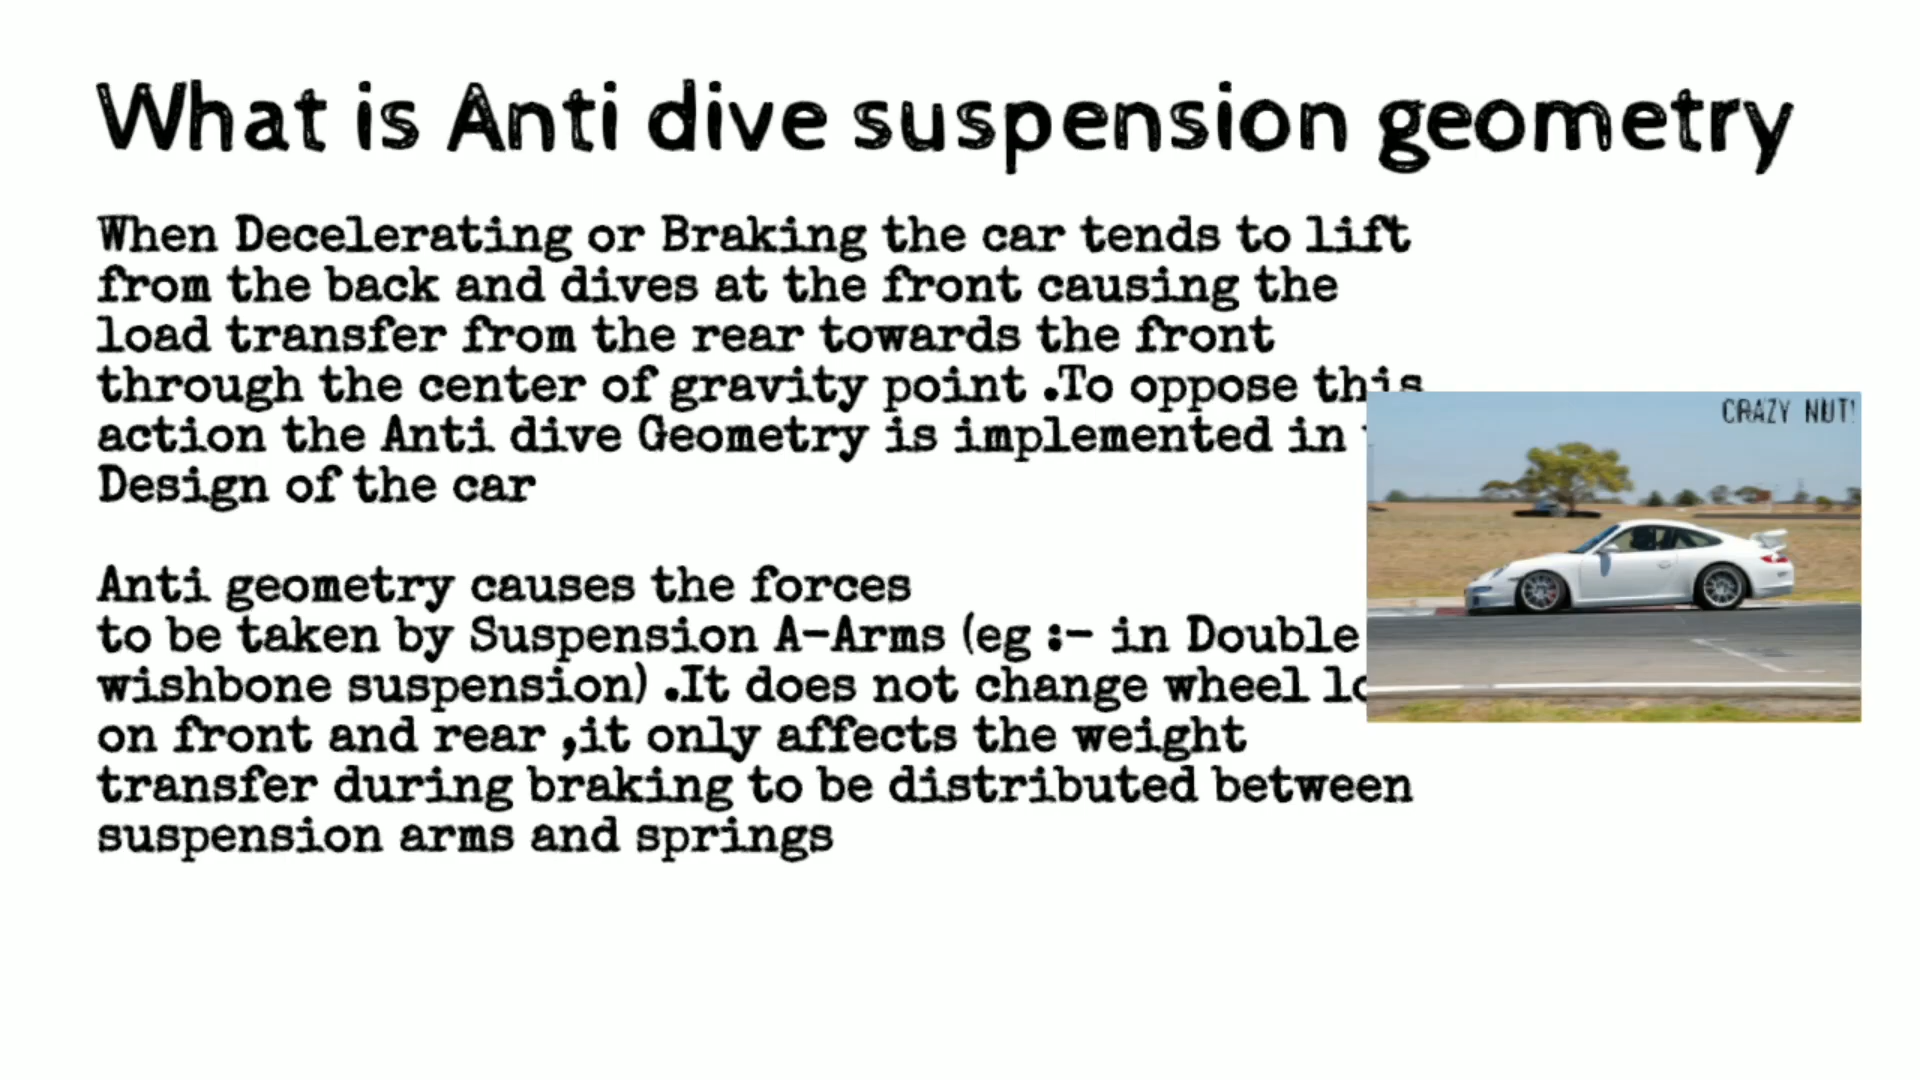 What is Anti dive suspension geometry
When Decelerating or Braking the car tends to lift
from the back and dives at the front causing the
load transfer from the rear towards the front
through the center of gravity point .To oppose this
action the Anti dive Geometry is implemented in
Design of the car
Anti geometry causes the forces
to be taken by Suspension A-Arms (eg :- in Double
wishbone suspension) .It does not change wheel
on front and rear ,it only affects the weight
transfer during braking to be distributed between
suspension arms and springs
CRAZY NUT!